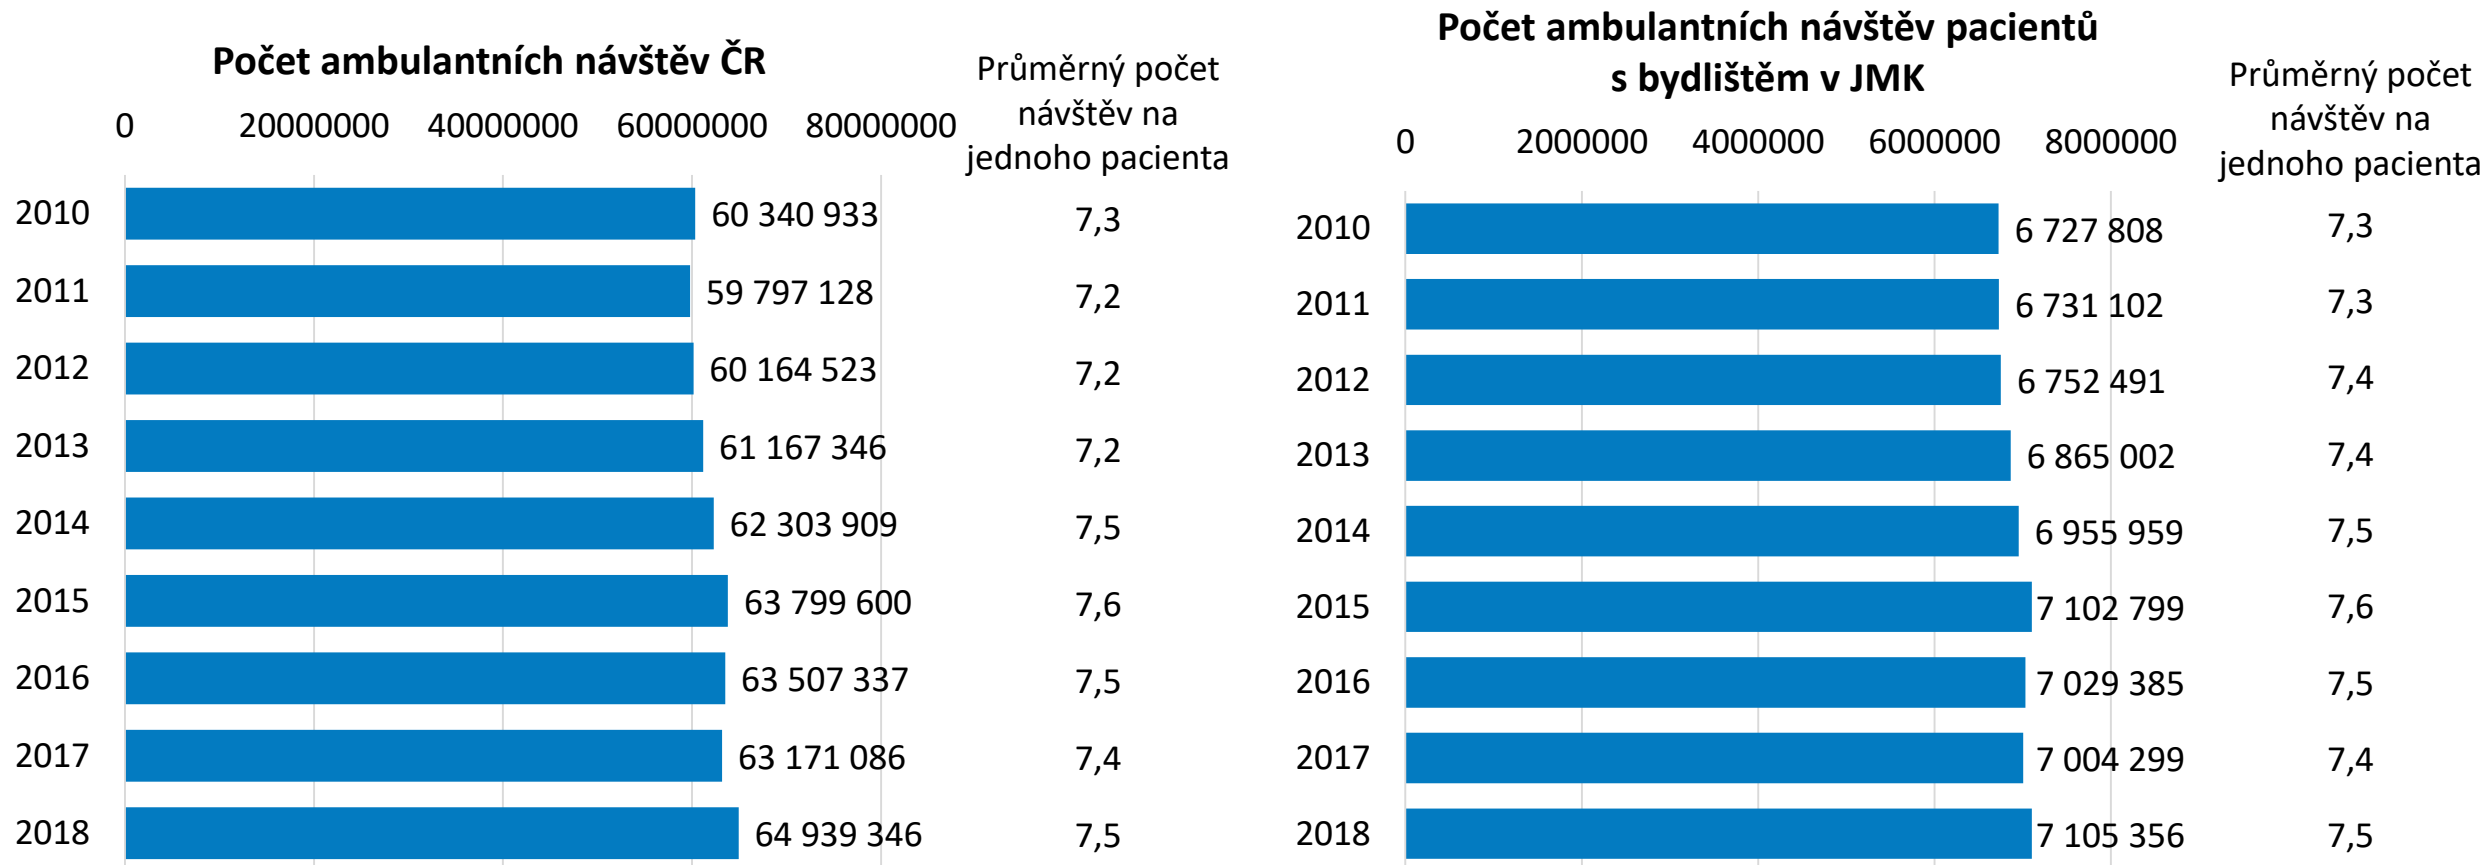 Počet ambulantních návštěv ČR
Průměrný počet
návštěv na
jednoho pacienta
0 20000000 40000000 60000000 80000000
2010 60 340 933 7,3
2011 59 797 128 7,2
2012 60 164 523 7,2
2013 61 167 346 7,2
2014 62 303 909 7,5
2015 63 799 600 7,6
2016 63 507 337 7,5
2017 63 171 086 7,4
2018 64 939 346 7,5
Počet ambulantních návštěv pacientů
s bydlištěm v JMK
Průměrný počet
návštěv na
jednoho pacienta
0 2000000 4000000 6000000 8000000
2010 6 727 808 7,3
2011 6 731 102 7,3
2012 6 752 491 7,4
2013 6 865 002 7,4
2014 6 955 959 7,5
2015 7 102 799 7,6
2016 7 029 385 7,5
2017 7 004 299 7,4
2018 7 105 356 7,5